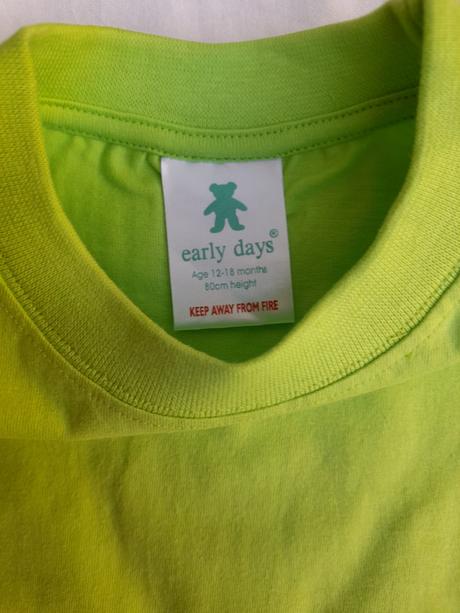 early days®
Age 12-18 months
80cm height
KEEP AWAY FROM FIRE